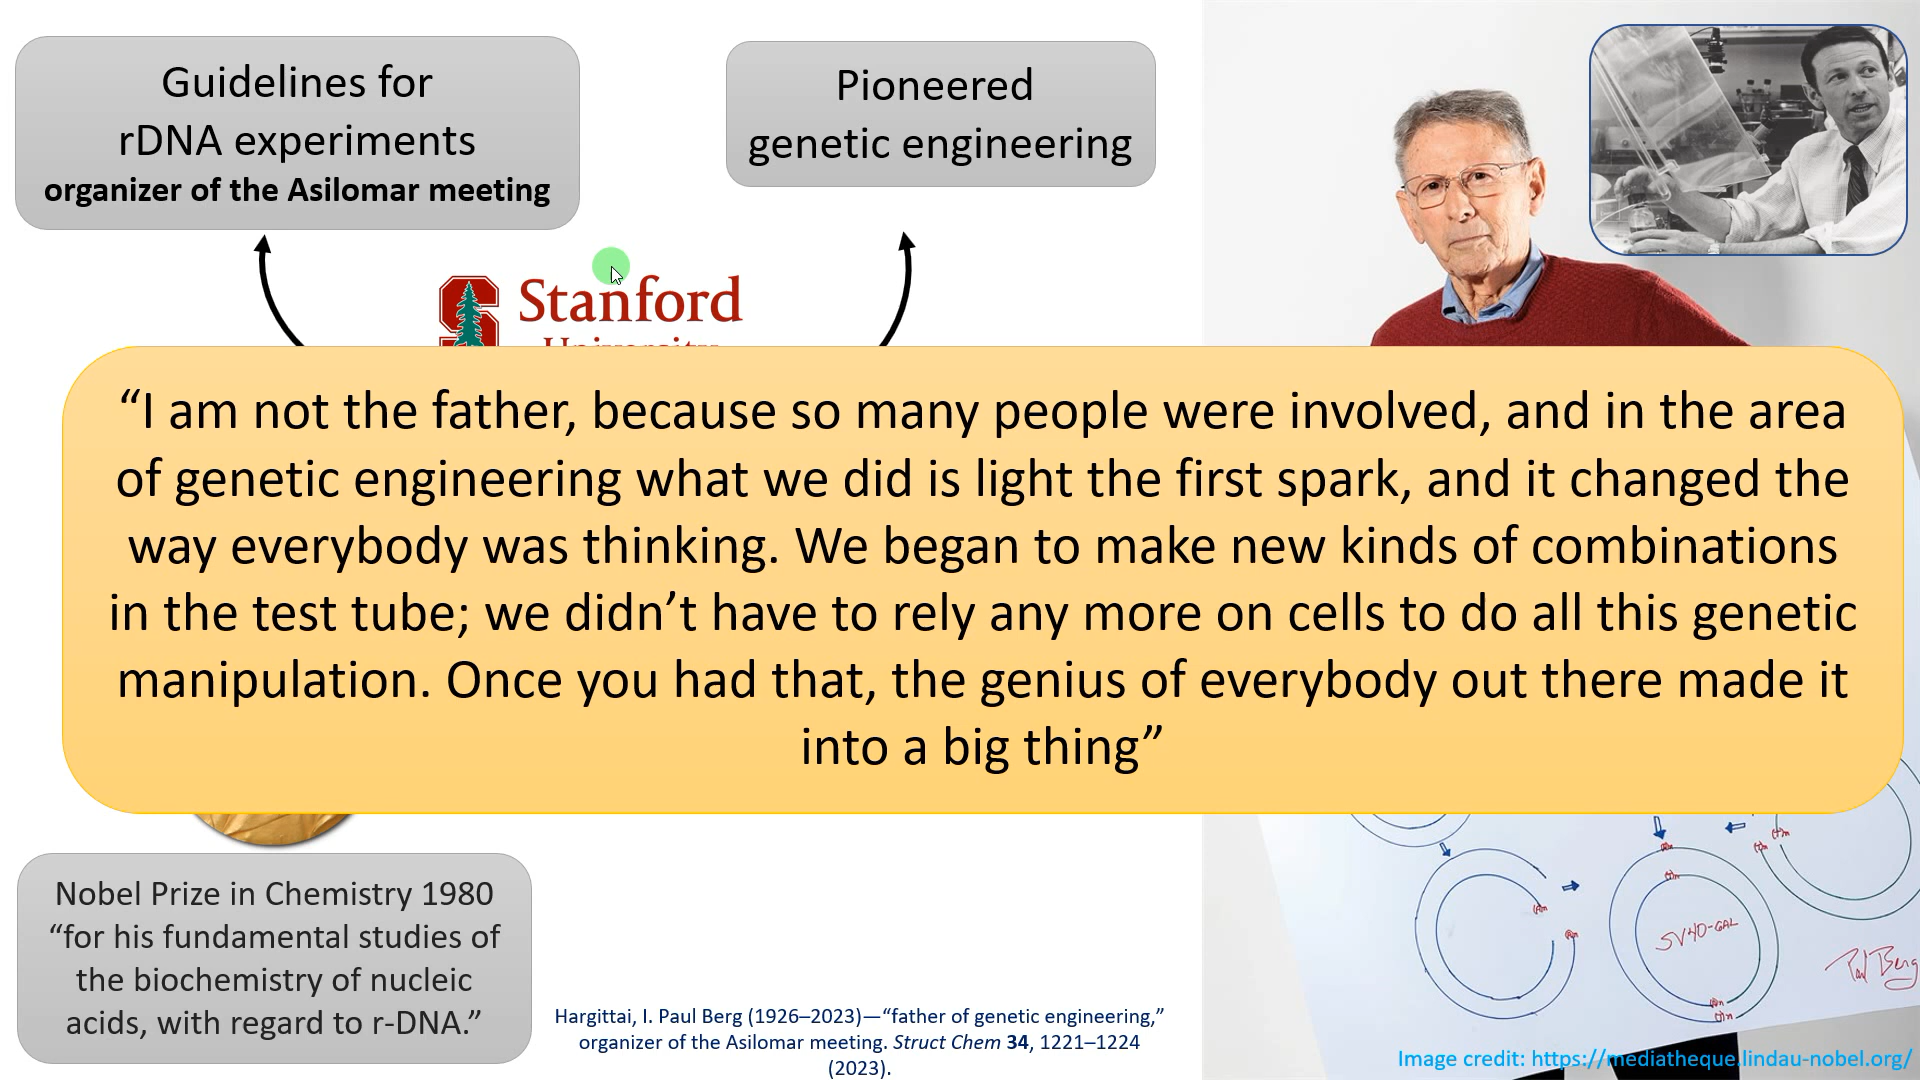 Guidelines for
rDNA experiments
organizer of the Asilomar meeting
Pioneered
genetic engineering
Stanford
University
“I am not the father, because so many people were involved, and in the area
of genetic engineering what we did is light the first spark, and it changed the
way everybody was thinking. We began to make new kinds of combinations
in the test tube; we didn’t have to rely any more on cells to do all this genetic
manipulation. Once you had that, the genius of everybody out there made it
into a big thing”
Nobel Prize in Chemistry 1980
“for his fundamental studies of
the biochemistry of nucleic
acids, with regard to r-DNA.”
Hargittai, I. Paul Berg (1926–2023)—“father of genetic engineering,”
organizer of the Asilomar meeting. Struct Chem 34, 1221–1224
(2023).
SV40-GAL
Paul Berg
Image credit: https://mediatheque.lindau-nobel.org/